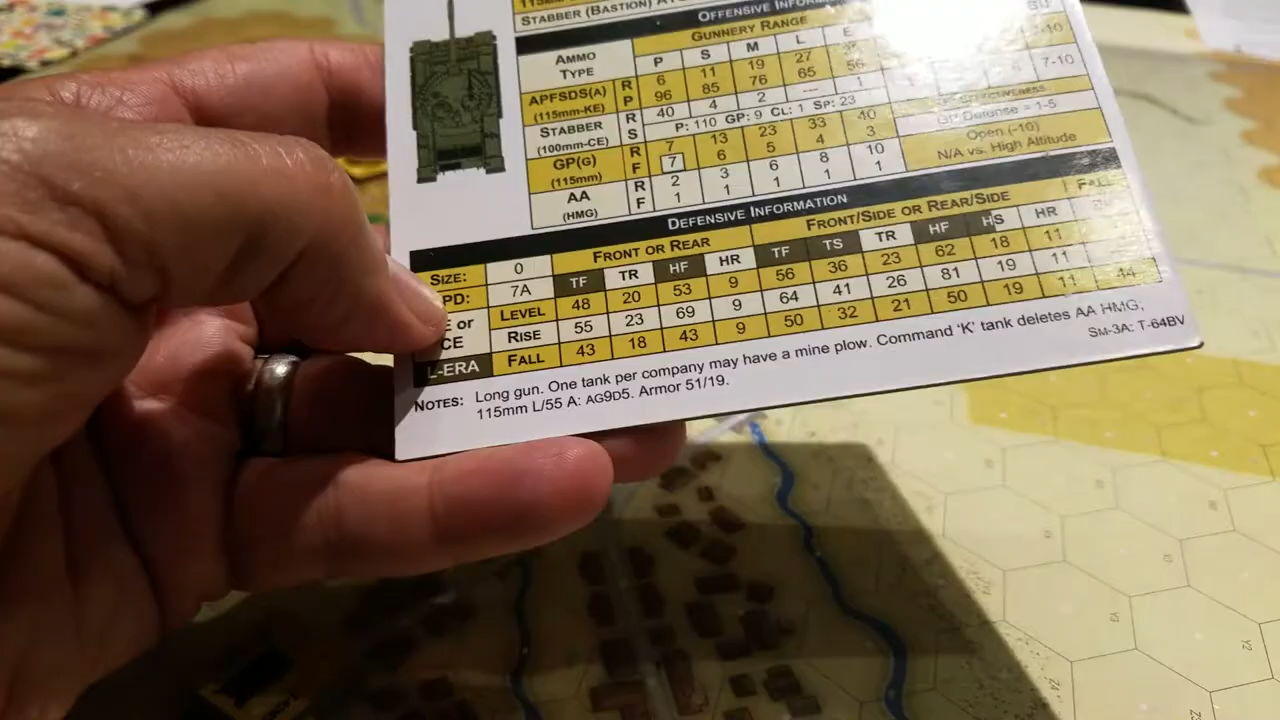 STABBER (BASTION)
OFFENSIVE
GUNNERY RANGE
AMMO TYPE P S M L E
APFSDS(A) (115mm-KE) R 6 11 19 27
P 96 85 76 65 56
STABBER (100mm-CE) R 40 4 2 --- 1
S P: 110 GP: 9 CL: 1 SP: 23
GP(G) (115mm) R 7 13 23 33 40
F 7 6 5 4 3
AA (HMG) R 2 3 6 8 10
F 1 1 1 1 1
7-10
GP Defense = 1-5
Open (-10)
N/A vs. High Altitude
DEFENSIVE INFORMATION
FRONT OR REAR FRONT/SIDE OR REAR/SIDE
SIZE: 0 TF TR HF HR TF TS TR HF HS HR
PD: 7A LEVEL 48 20 53 9 56 36 23 62 18 11
E OR CE RISE 55 23 69 9 64 41 26 81 19 11
L-ERA FALL 43 18 43 9 50 32 21 50 19 11 14
NOTES: Long gun. One tank per company may have a mine plow. Command 'K' tank deletes AA HMG,
115mm L/55 A: AG9D5. Armor 51/19.
SM-3A: T-64BV
Y3
Y2